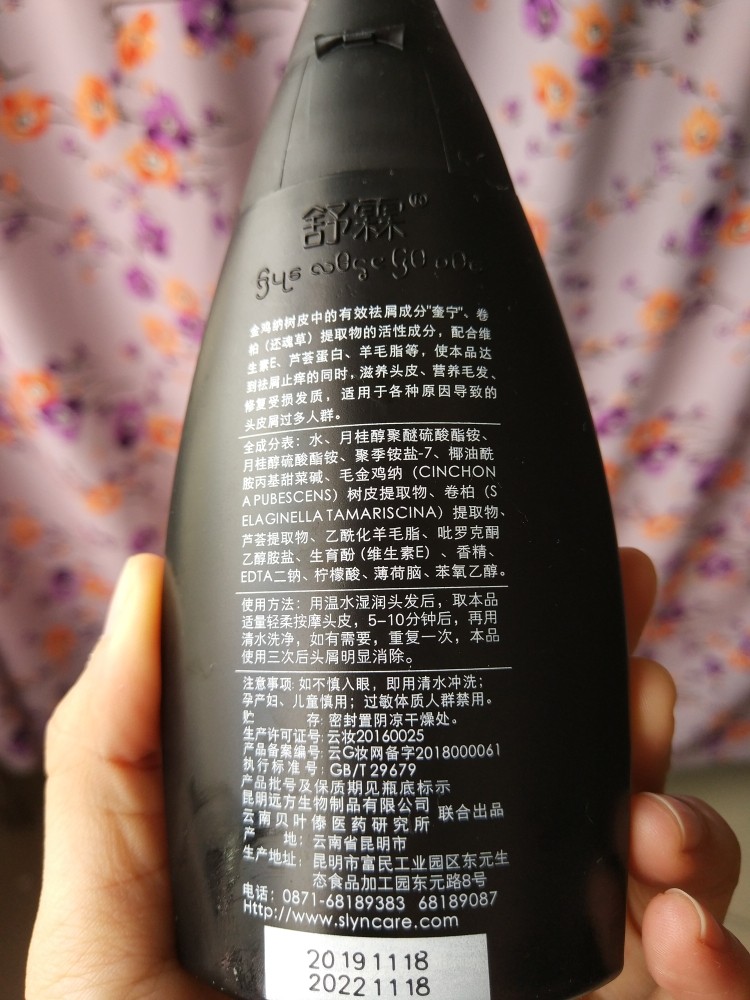 舒霖
金鸡纳树皮中的有效祛屑成分"奎宁"、卷
柏（还魂草）提取物的活性成分，配合维
生素E、芦荟蛋白、羊毛脂等，使本品达
到祛屑止痒的同时，滋养头皮、营养毛发、
修复受损发质，适用于各种原因导致的
头皮屑过多人群。
全成分表：水、月桂醇聚醚硫酸酯铵、
月桂醇硫酸酯铵、聚季铵盐-7、椰油酰
胺丙基甜菜碱、毛金鸡纳（CINCHON
A PUBESCENS）树皮提取物、卷柏（S
ELAGINELLA TAMARISCINA）提取物、
芦荟提取物、乙酰化羊毛脂、吡罗克酮
乙醇胺盐、生育酚（维生素E）、香精、
EDTA二钠、柠檬酸、薄荷脑、苯氧乙醇。
使用方法：用温水湿润头发后，取本品
适量轻柔按摩头皮，5-10分钟后，再用
清水洗净，如有需要，重复一次，本品
使用三次后头屑明显消除。
注意事项：如不慎入眼，即用清水冲洗；
孕产妇、儿童慎用；过敏体质人群禁用。
贮 存：密封置阴凉干燥处。
生产许可证号：云妆20160025
产品备案编号：云G妆网备字2018000061
执行标准号：GB/T 29679
产品批号及保质期见瓶底标示
昆明远方生物制品有限公司
云南贝叶傣医药研究所 联合出品
产 地：云南省昆明市
生产地址：昆明市富民工业园区东元生
态食品加工园东元路8号
电话：0871-68189383 68189087
Http://www.slyncare.com
20191118
20221118